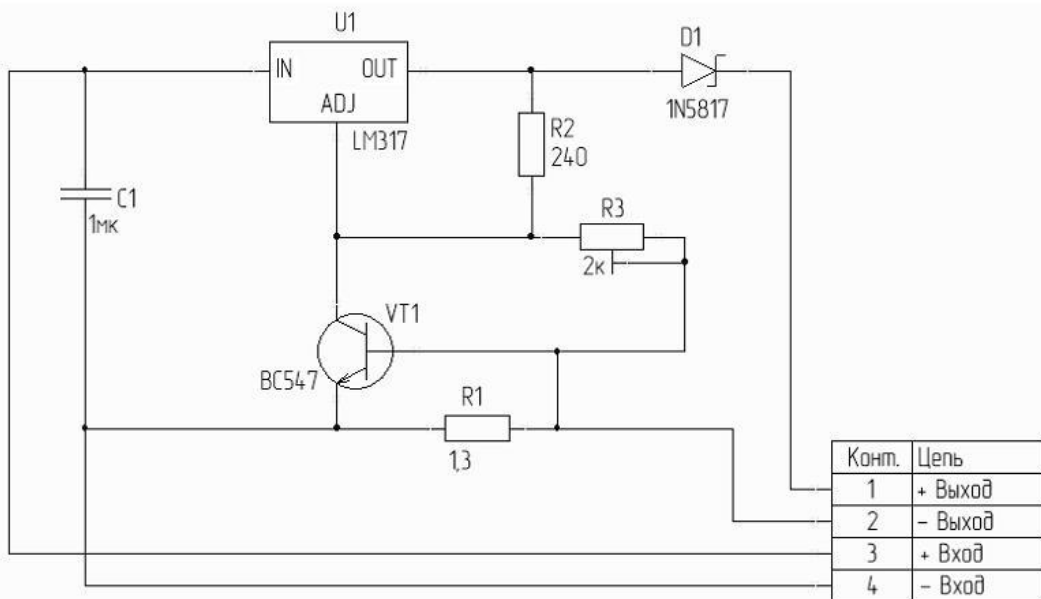 U1
IN OUT
ADJ
LM317
D1
1N5817
R2
240
C1
1мк
R3
2к
VT1
BC547
R1
1,3
Конт. Цепь
1 + Выход
2 – Выход
3 + Вход
4 – Вход